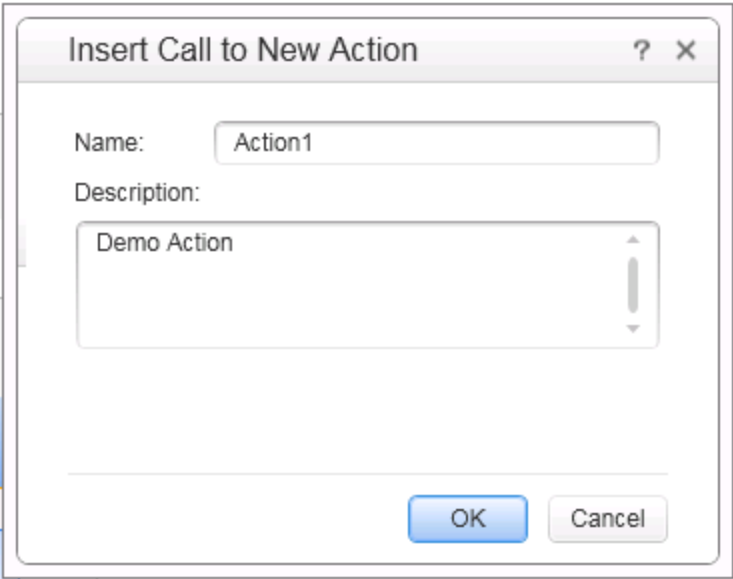 Insert Call to New Action ?
Name: Action1
Description:
Demo Action
OK Cancel